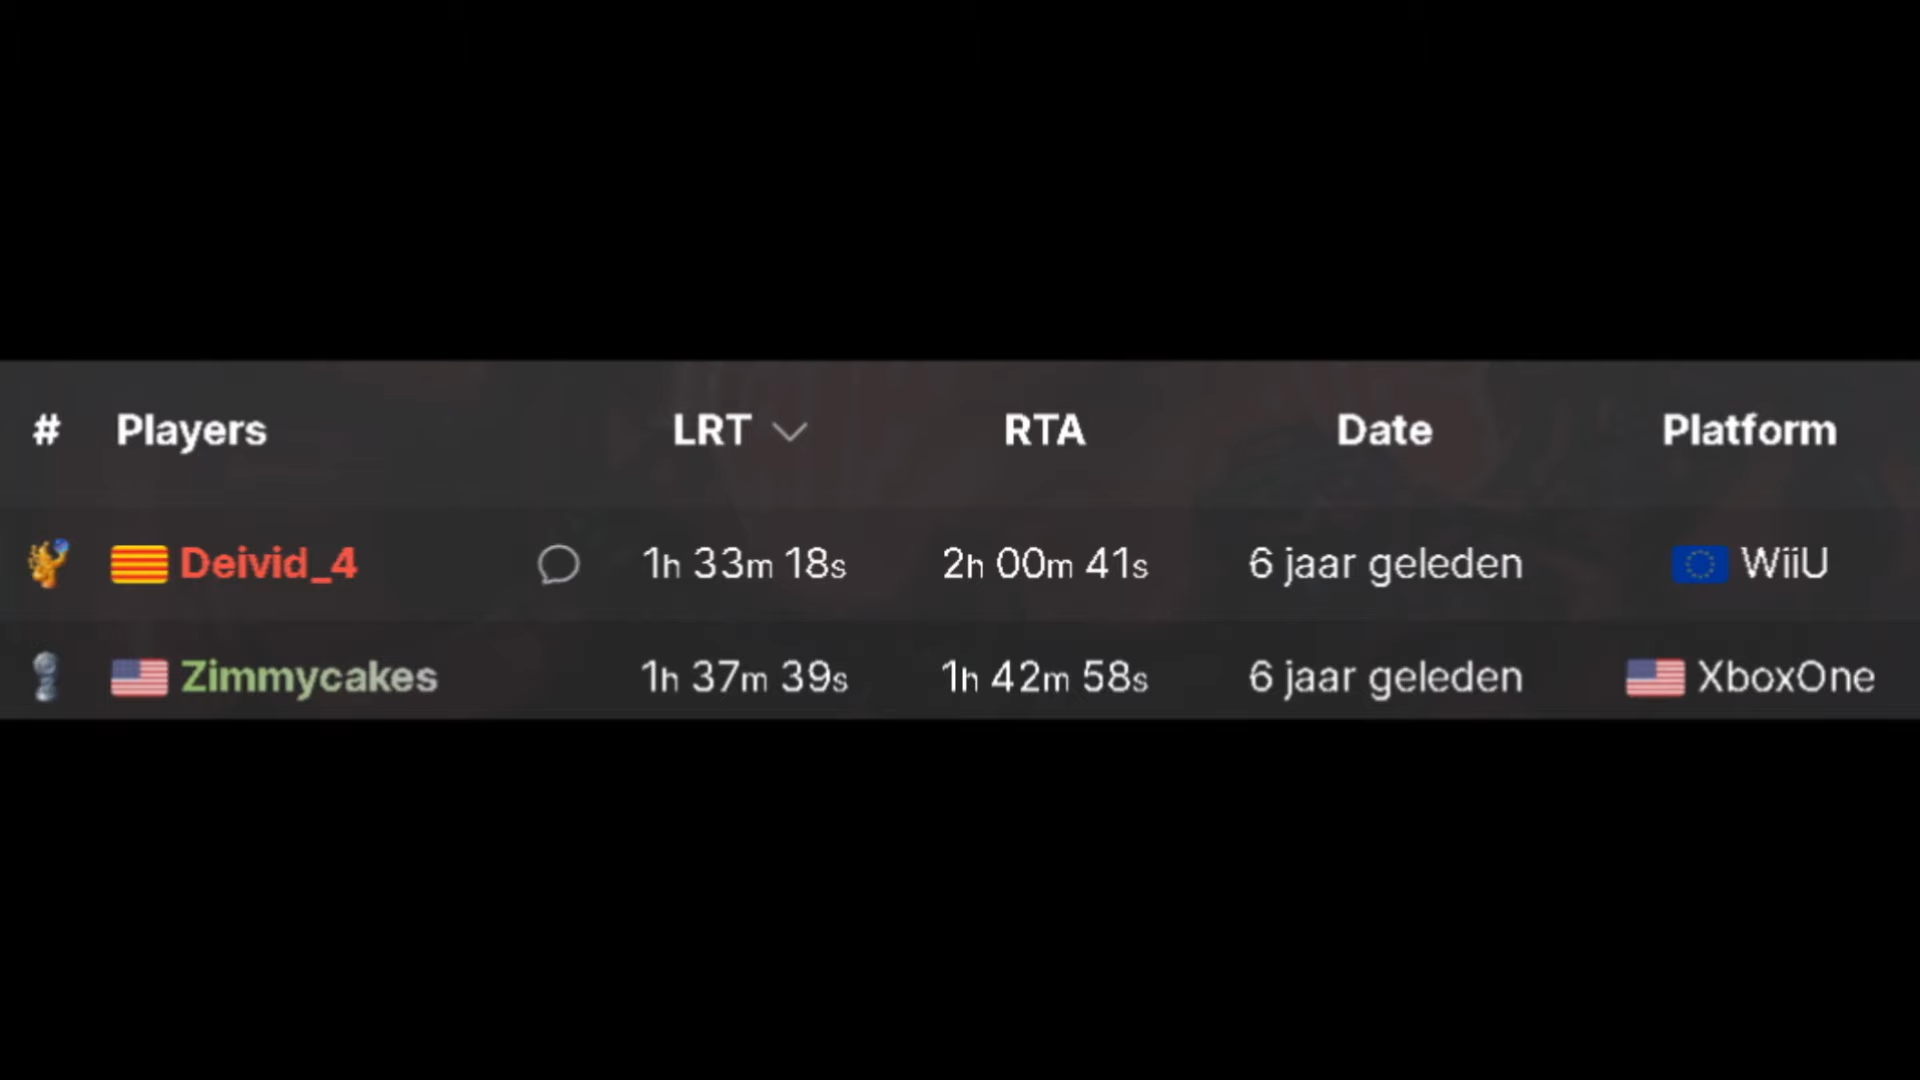 # Players LRT RTA Date Platform
Deivid_4 1h 33m 18s 2h 00m 41s 6 jaar geleden WiiU
Zimmycakes 1h 37m 39s 1h 42m 58s 6 jaar geleden XboxOne